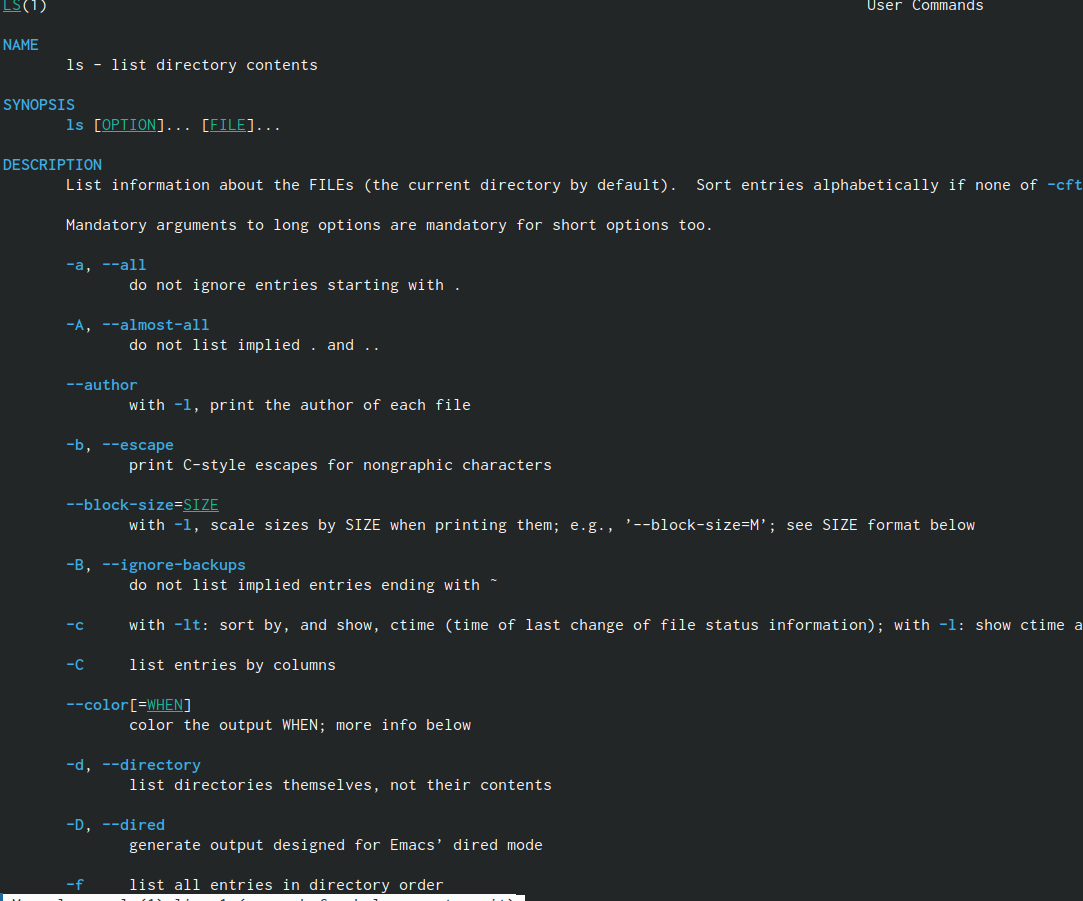 LS(1) User Commands
NAME
ls - list directory contents
SYNOPSIS
ls [OPTION]... [FILE]...
DESCRIPTION
List information about the FILEs (the current directory by default).  Sort entries alphabetically if none of -cft
Mandatory arguments to long options are mandatory for short options too.
-a, --all
do not ignore entries starting with .
-A, --almost-all
do not list implied . and ..
--author
with -l, print the author of each file
-b, --escape
print C-style escapes for nongraphic characters
--block-size=SIZE
with -l, scale sizes by SIZE when printing them; e.g., ’--block-size=M’; see SIZE format below
-B, --ignore-backups
do not list implied entries ending with ~
-c with -lt: sort by, and show, ctime (time of last change of file status information); with -l: show ctime a
-C list entries by columns
--color[=WHEN]
color the output WHEN; more info below
-d, --directory
list directories themselves, not their contents
-D, --dired
generate output designed for Emacs’ dired mode
-f list all entries in directory order